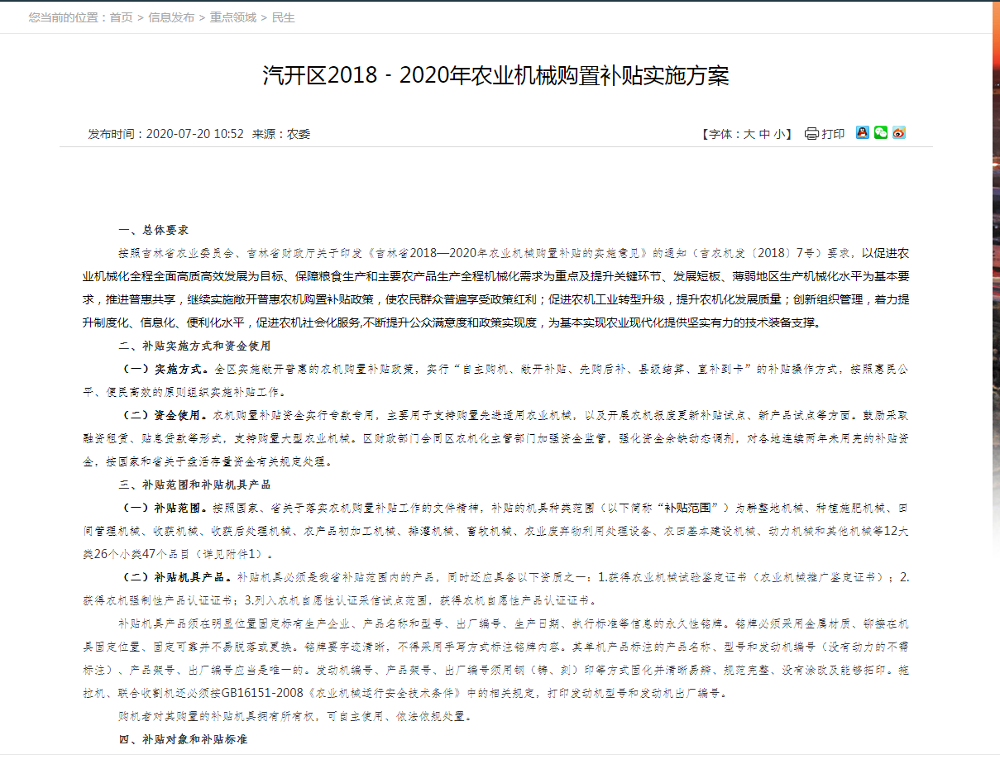 您当前的位置：首页 > 信息发布 > 重点领域 > 民生
汽开区2018－2020年农业机械购置补贴实施方案
发布时间：2020-07-20 10:52 来源：农委
【字体：大 中 小】 打印
一、总体要求
按照吉林省农业委员会、吉林省财政厅关于印发《吉林省2018—2020年农业机械购置补贴的实施意见》的通知（吉农机发〔2018〕7号）要求，以促进农
业机械化全程全面高质高效发展为目标、保障粮食生产和主要农产品生产全程机械化需求为重点及提升关键环节、发展短板、薄弱地区生产机械化水平为基本要
求，推进普惠共享，继续实施敞开普惠农机购置补贴政策，使农民群众普遍享受政策红利；促进农机工业转型升级，提升农机化发展质量；创新组织管理，着力提
升制度化、信息化、便利化水平，促进农机社会化服务,不断提升公众满意度和政策实现度，为基本实现农业现代化提供坚实有力的技术装备支撑。
二、补贴实施方式和资金使用
（一）实施方式。全区实施敞开普惠的农机购置补贴政策，实行“自主购机、敞开补贴、先购后补、县级结算、直补到卡”的补贴操作方式，按照惠民公
平、便民高效的原则组织实施补贴工作。
（二）资金使用。农机购置补贴资金实行专款专用，主要用于支持购置先进适用农业机械，以及开展农机报废更新补贴试点、新产品试点等方面。鼓励采取
融资租赁、贴息贷款等形式，支持购置大型农业机械。区财政部门会同区农机化主管部门加强资金监管，强化资金余缺动态调剂，对各地连续两年未用完的补贴资
金，按国家和省关于盘活存量资金有关规定处理。
三、补贴范围和补贴机具产品
（一）补贴范围。按照国家、省关于落实农机购置补贴工作的文件精神，补贴的机具种类范围（以下简称“补贴范围”）为耕整地机械、种植施肥机械、田
间管理机械、收获机械、收获后处理机械、农产品初加工机械、排灌机械、畜牧机械、农业废弃物利用处理设备、农田基本建设机械、动力机械和其他机械等12大
类26个小类47个品目（详见附件1）。
（二）补贴机具产品。补贴机具必须是我省补贴范围内的产品，同时还应具备以下资质之一：1.获得农业机械试验鉴定证书（农业机械推广鉴定证书）；2.
获得农机强制性产品认证证书；3.列入农机自愿性认证采信试点范围，获得农机自愿性产品认证证书。
补贴机具产品须在明显位置固定标有生产企业、产品名称和型号、出厂编号、生产日期、执行标准等信息的永久性铭牌。铭牌必须采用金属材质、铆接在机
具固定位置、固定可靠并不易脱落或更换。铭牌要字迹清晰，不得采用手写方式标注铭牌内容。其单机产品标注的产品名称、型号和发动机编号（没有动力的不需
标注）、产品架号、出厂编号应当是唯一的。发动机编号、产品架号、出厂编号须用钢（铸、刻）印等方式固化并清晰易辨、规范完整、没有涂改及能够拓印。拖
拉机、联合收割机还必须按GB16151-2008《农业机械运行安全技术条件》中的相关规定，打印发动机型号和发动机出厂编号。
购机者对其购置的补贴机具拥有所有权，可自主使用、依法依规处置。
四、补贴对象和补贴标准